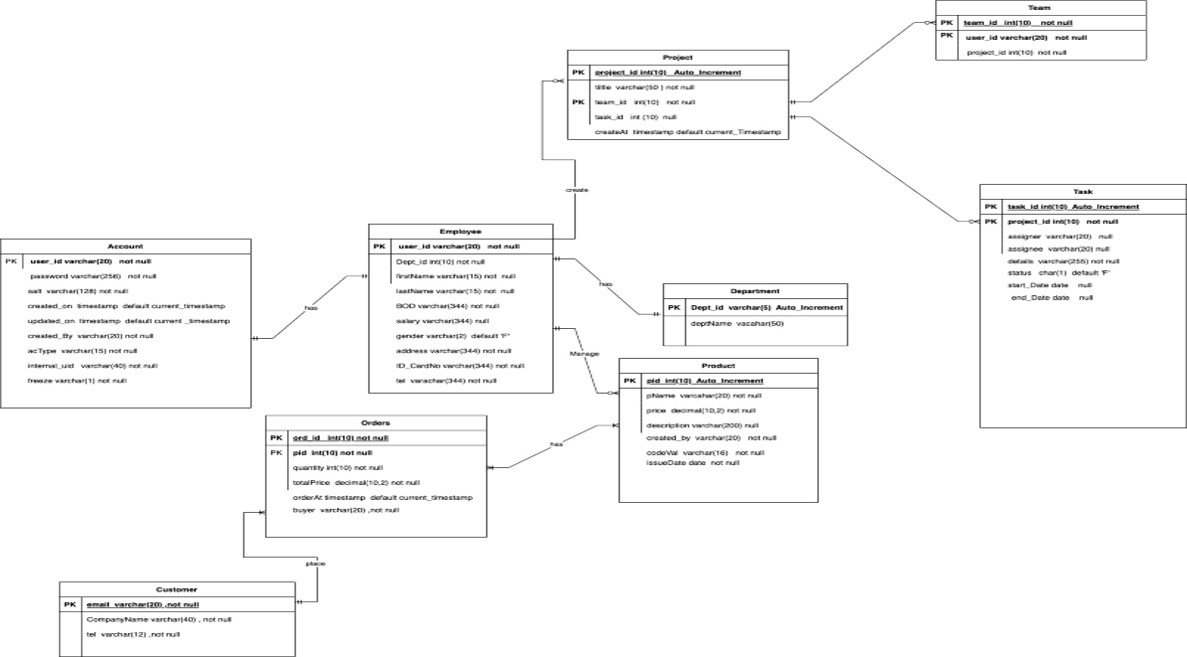 Team
PK team_id int(10) not null
PK user_id varchar(20) not null
project_id int(10) not null
Project
PK project_id int(10) Auto_Increment
title varchar(50 ) not null
PK team_id int(10) not null
task_id int (10) null
createAt timestamp default current_Timestamp
create
Task
PK task_id int(10) Auto_Increment
PK project_id int(10) not null
assigner varchar(20) null
assignee varchar(20) null
details varchar(255) not null
status char(1) default 'F'
start_Date date null
end_Date date null
Account
PK user_id varchar(20) not null
password varchar(256) not null
salt varchar(128) not null
created_on timestamp default current_timestamp
updated_on timestamp default current _timestamp
created_By varchar(20) not null
acType varchar(15) not null
internal_uid varchar(40) not null
freeze varchar(1) not null
has
Employee
PK user_id varchar(20) not null
Dept_id int(10) not null
firstName varchar(15) not null
lastName varchar(15) not null
BOD varchar(344) not null
salary varchar(344) null
gender varchar(2) default 'F'
address varchar(344) not null
ID_CardNo varchar(344) not null
tel varachar(344) not null
has
Department
PK Dept_id varchar(5) Auto_Increment
deptName vacahar(50)
Manage
Product
PK pid int(10) Auto_Increment
pName varcahar(20) not null
price decimal(10,2) not null
description varchar(200) null
created_by varchar(20) not null
codeVal varchar(16) not null
issueDate date not null
Orders
PK ord_id int(10) not null
PK pid int(10) not null
quantity int(10) not null
totalPrice decimal(10,2) not null
orderAt timestamp default current_timestamp
buyer varchar(20) ,not null
has
place
Customer
PK email varchar(20) ,not null
CompanyName varchar(40) , not null
tel varchar(12) ,not null